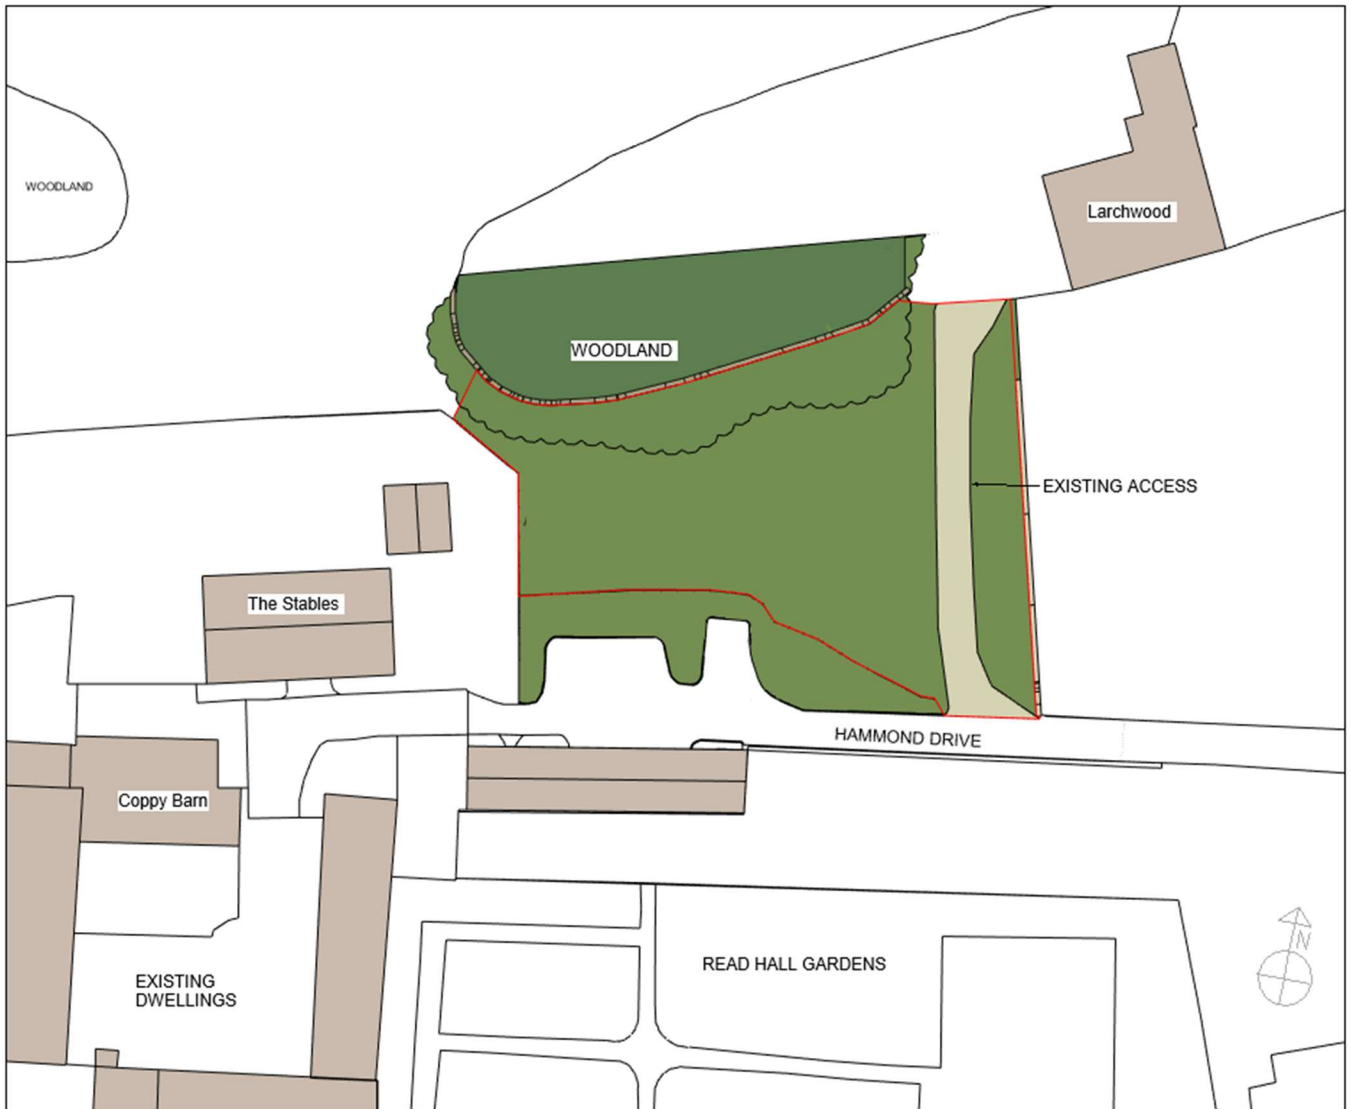 WOODLAND
Larchwood
WOODLAND
EXISTING ACCESS
The Stables
HAMMOND DRIVE
Coppy Barn
READ HALL GARDENS
EXISTING
DWELLINGS
N